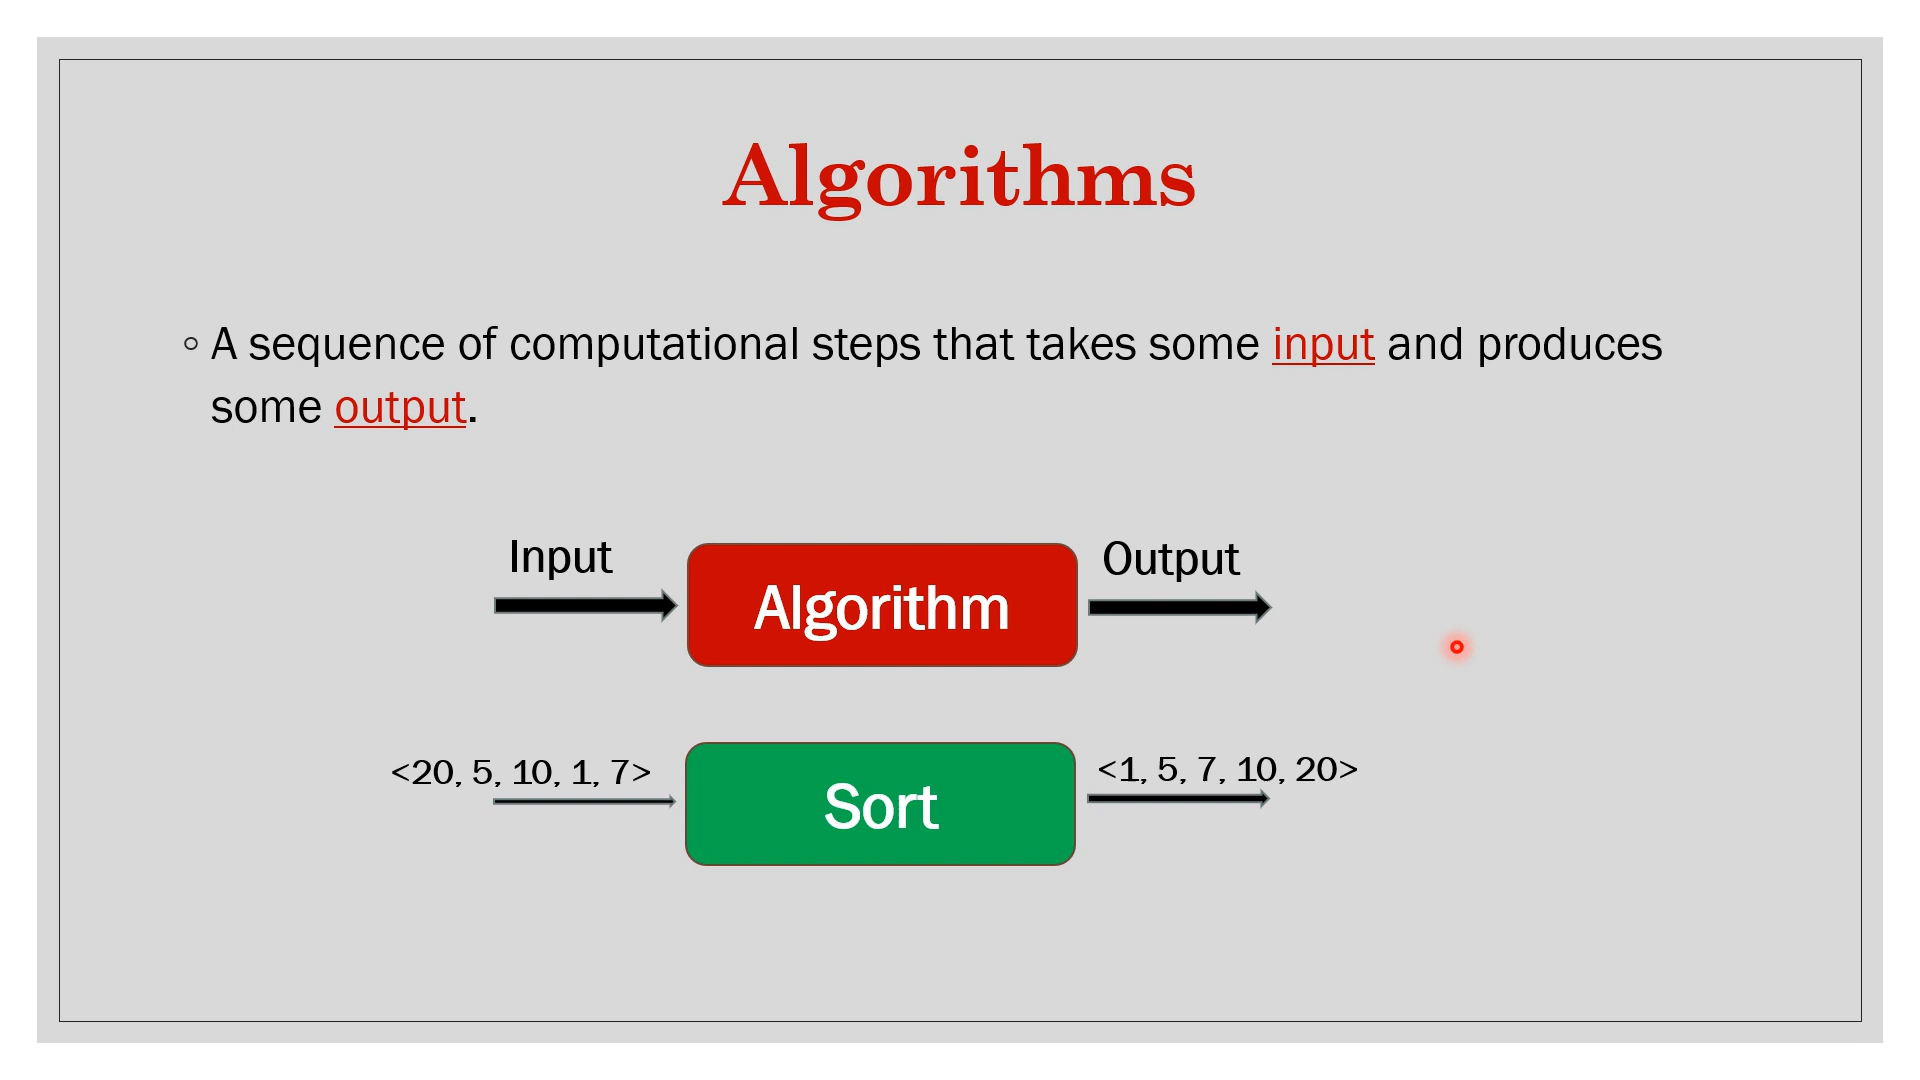 Algorithms
◦ A sequence of computational steps that takes some input and produces
some output.
Input
Output
Algorithm
<20, 5, 10, 1, 7>
<1, 5, 7, 10, 20>
Sort